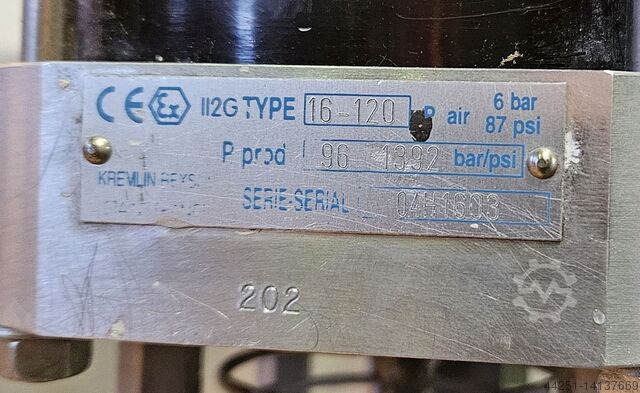 CE Ex II2G TYPE 16-120 P air 6 bar
87 psi
P prod 96 1392 bar/psi
KREMLIN
SERIE-SERIAL 04H1603
202
44251-14137669